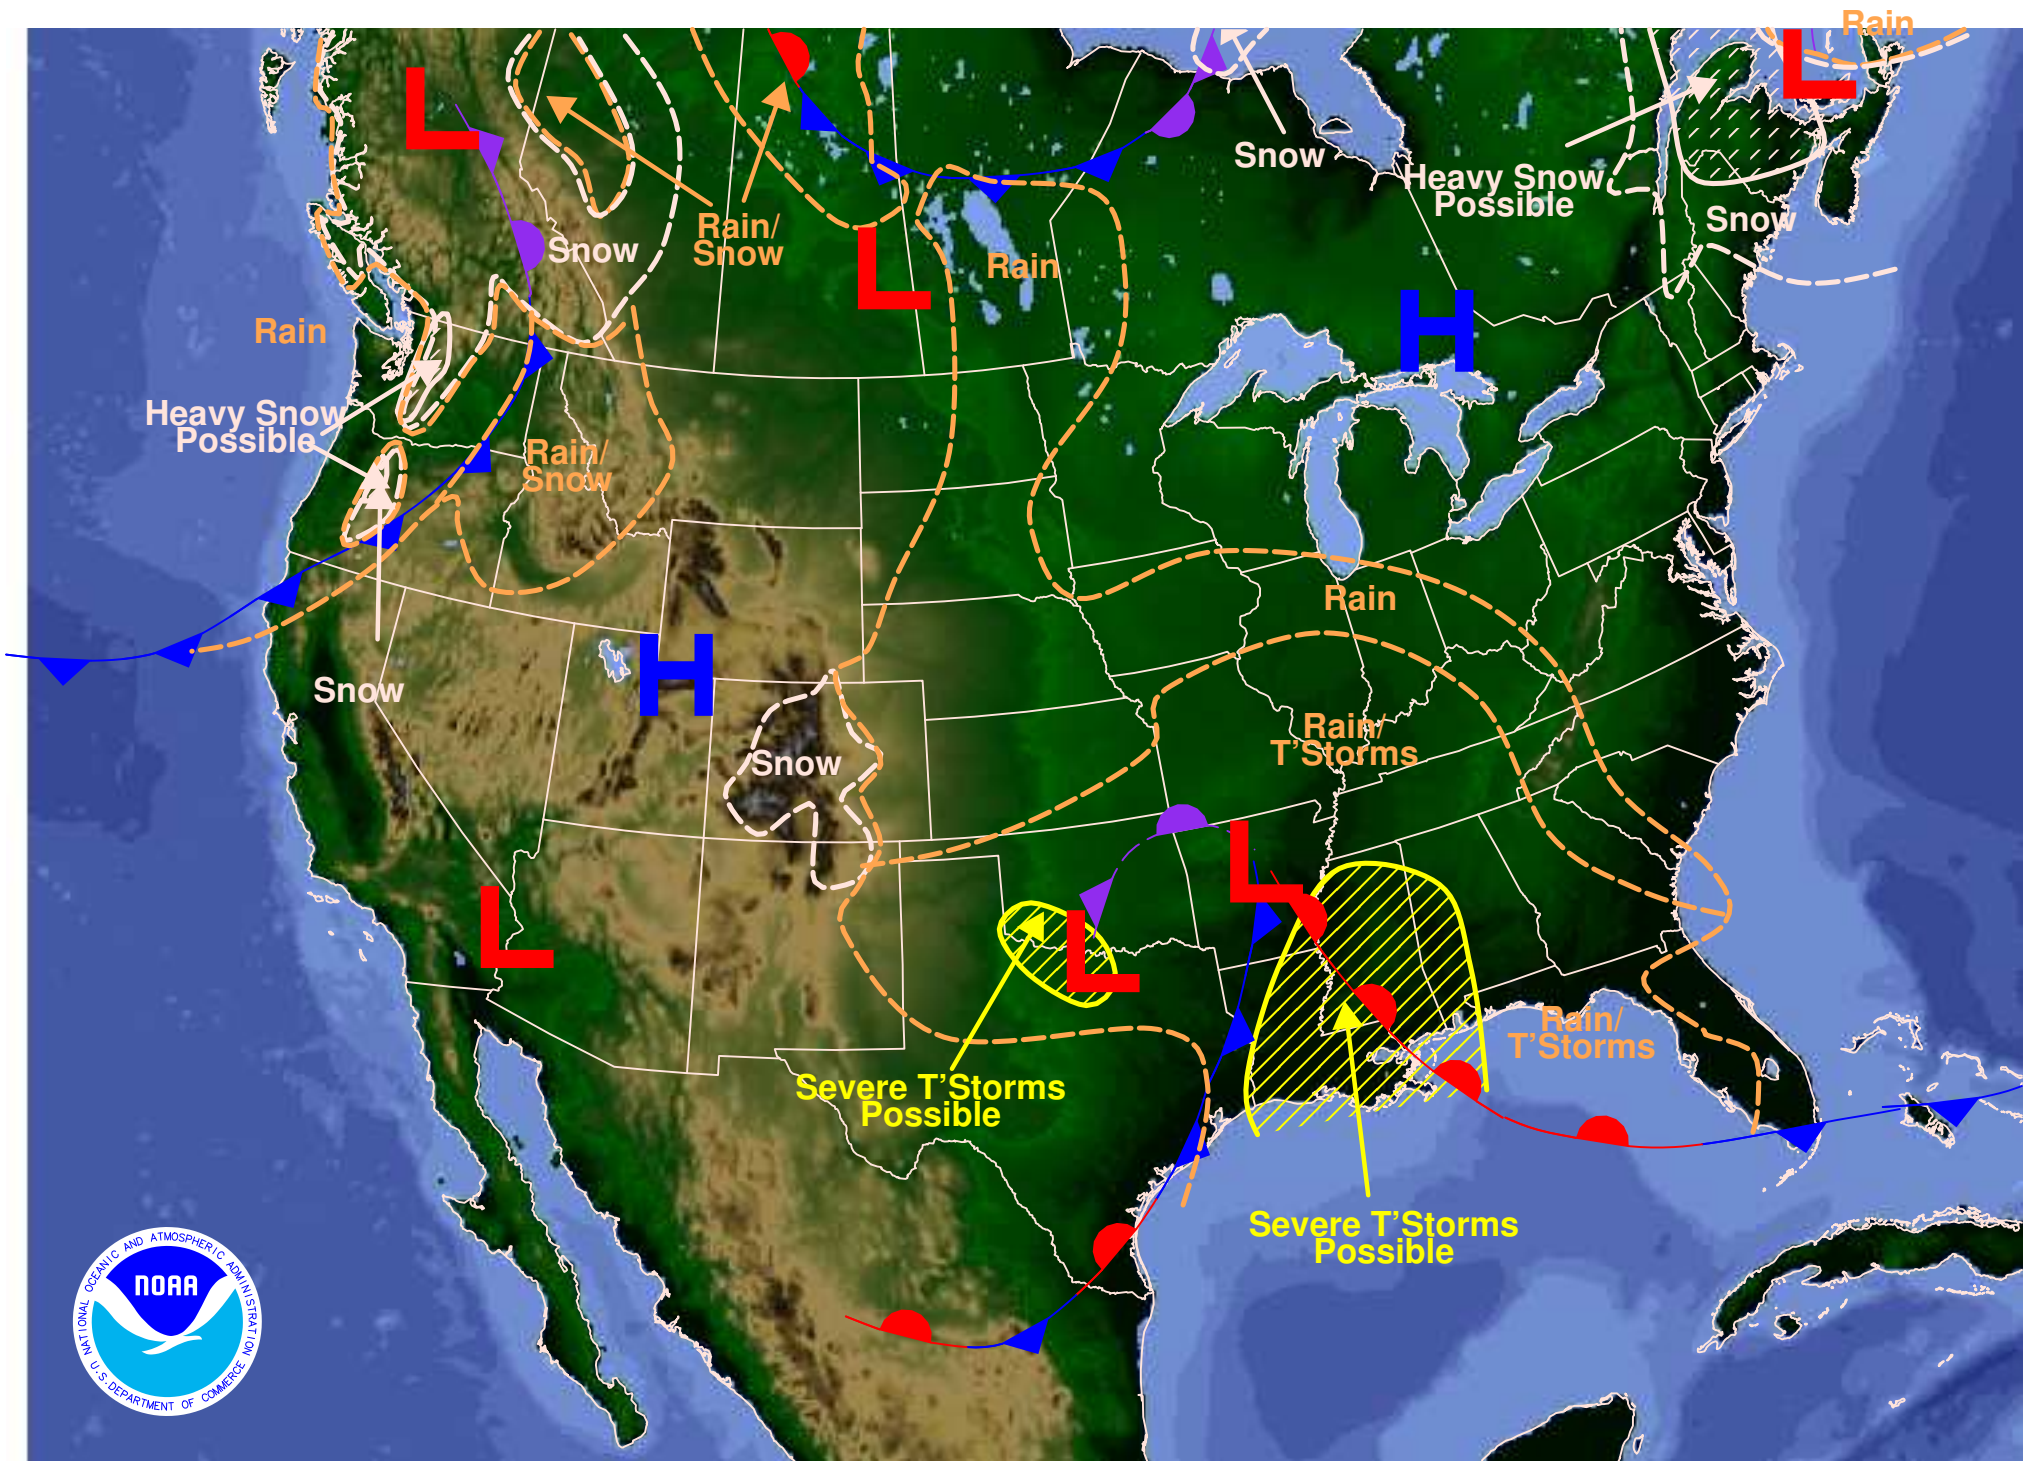 Rain
L
L
Snow
Heavy Snow
Possible
Snow
Rain/
Snow
Snow
L
Rain
H
Rain
Heavy Snow
Possible
Rain/
Snow
Rain
H
Snow
Snow
Rain/
T'Storms
L
L
L
Rain/
T'Storms
Severe T'Storms
Possible
Severe T'Storms
Possible
NATIONAL OCEANIC AND ATMOSPHERIC ADMINISTRATION
NOAA
U.S. DEPARTMENT OF COMMERCE